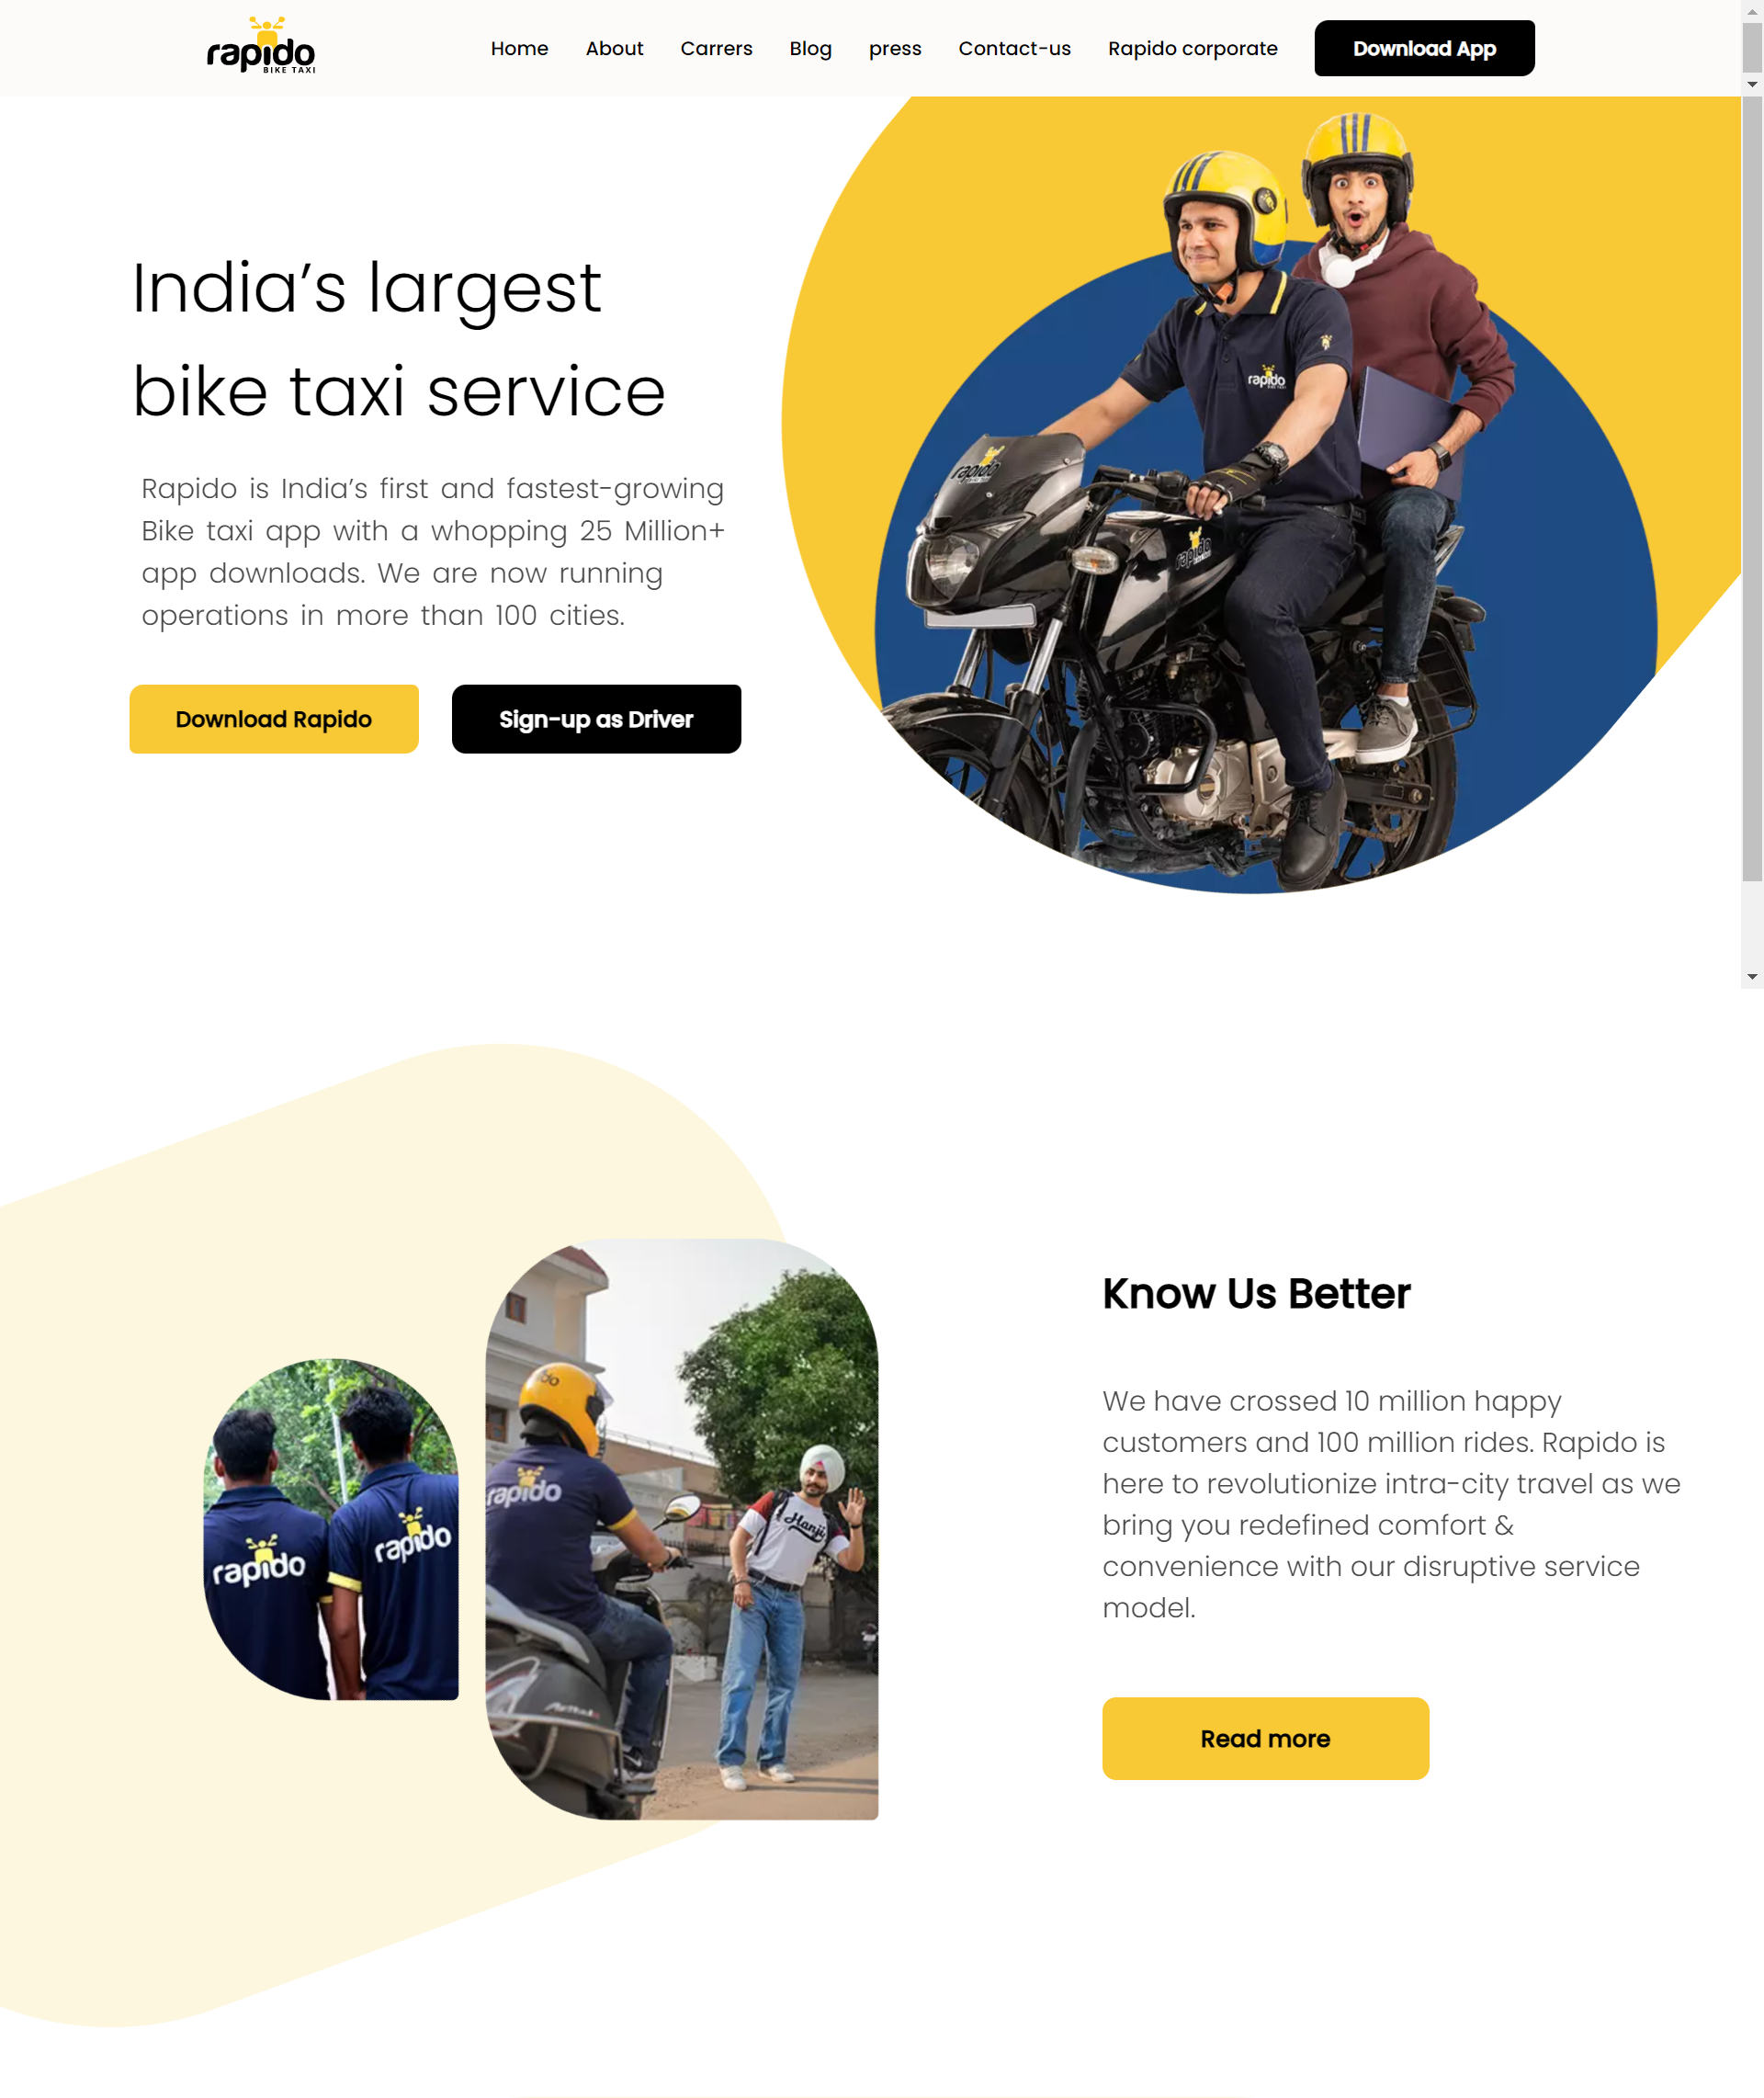 rapido
BIKE TAXI
Home About Carrers Blog press Contact-us Rapido corporate Download App
India’s largest
bike taxi service
Rapido is India’s first and fastest-growing
Bike taxi app with a whopping 25 Million+
app downloads. We are now running
operations in more than 100 cities.
Download Rapido Sign-up as Driver
rapido
rapido
rapido
Know Us Better
We have crossed 10 million happy
customers and 100 million rides. Rapido is
here to revolutionize intra-city travel as we
bring you redefined comfort &
convenience with our disruptive service
model.
Read more
rapido
rapido
rapido
Hanji